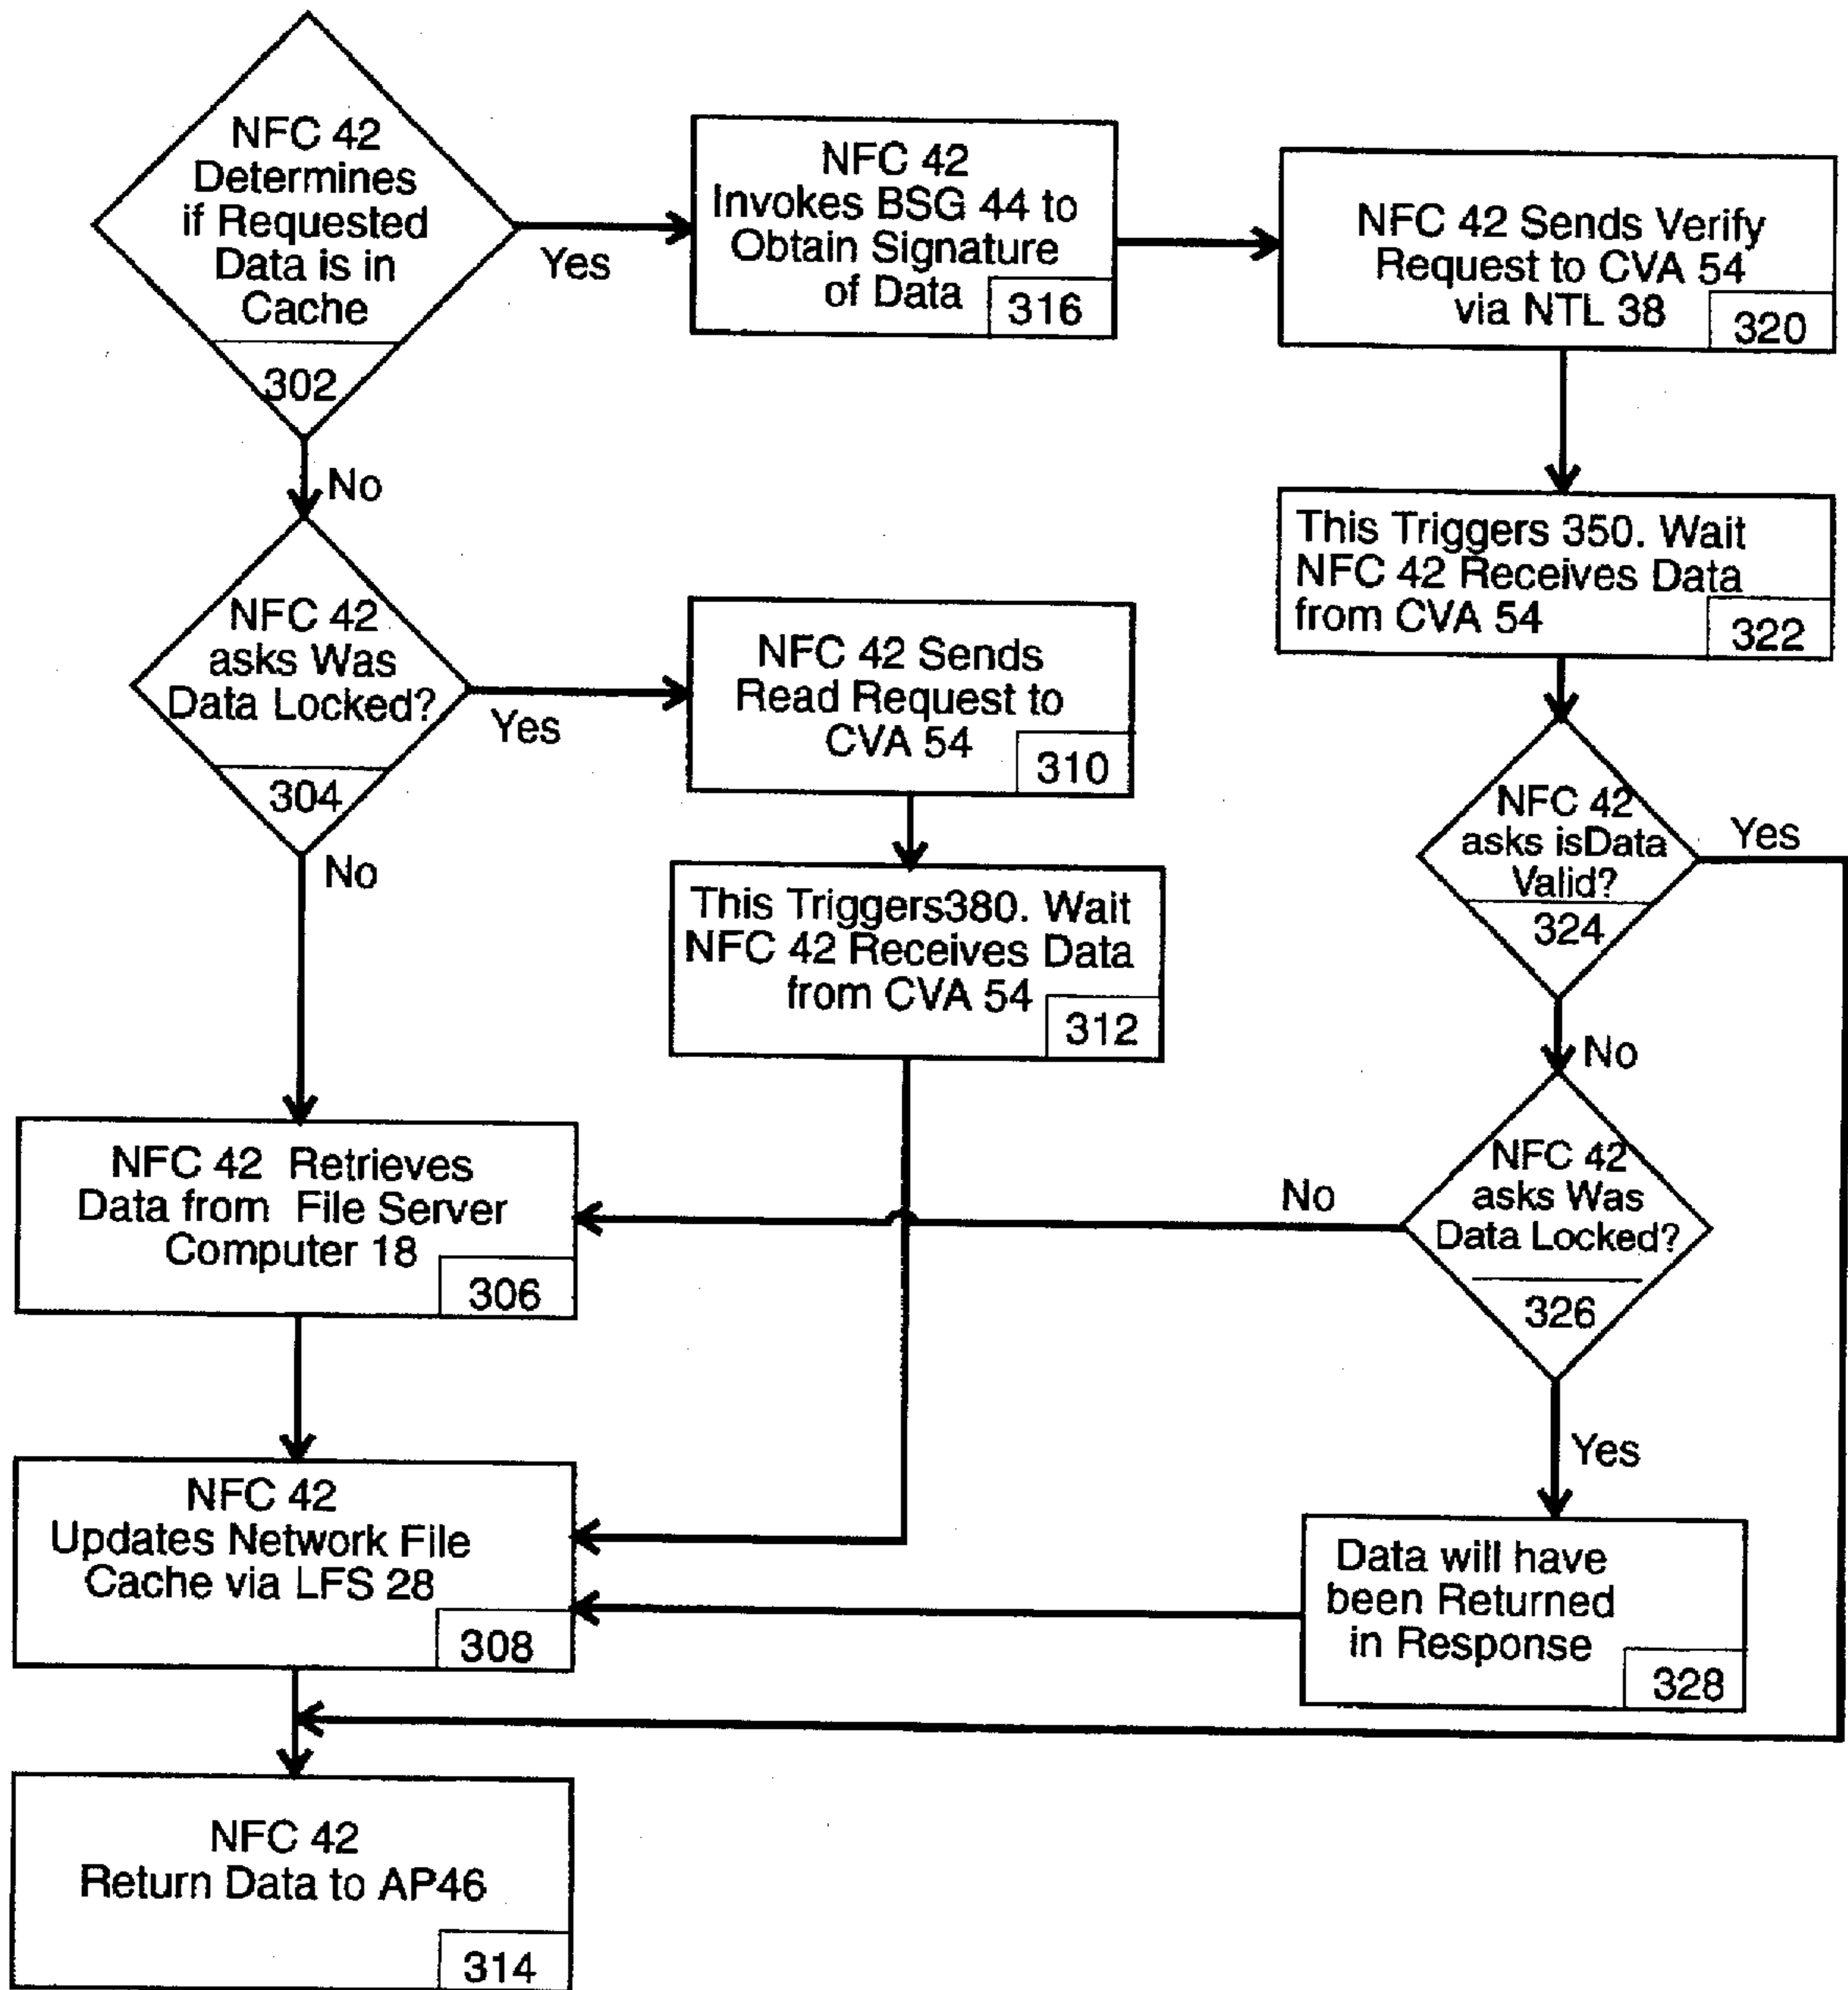 NFC 42
Determines
if Requested
Data is in
Cache
302
Yes
NFC 42
Invokes BSG 44 to
Obtain Signature
of Data
316
NFC 42 Sends Verify
Request to CVA 54
via NTL 38
320
No
This Triggers 350. Wait
NFC 42 Receives Data
from CVA 54
322
NFC 42
asks Was
Data Locked?
304
Yes
NFC 42 Sends
Read Request to
CVA 54
310
NFC 42
asks isData
Valid?
324
Yes
No
This Triggers380. Wait
NFC 42 Receives Data
from CVA 54
312
No
NFC 42 Retrieves
Data from File Server
Computer 18
306
No
NFC 42
asks Was
Data Locked?
326
Yes
NFC 42
Updates Network File
Cache via LFS 28
308
Data will have
been Returned
in Response
328
NFC 42
Return Data to AP46
314